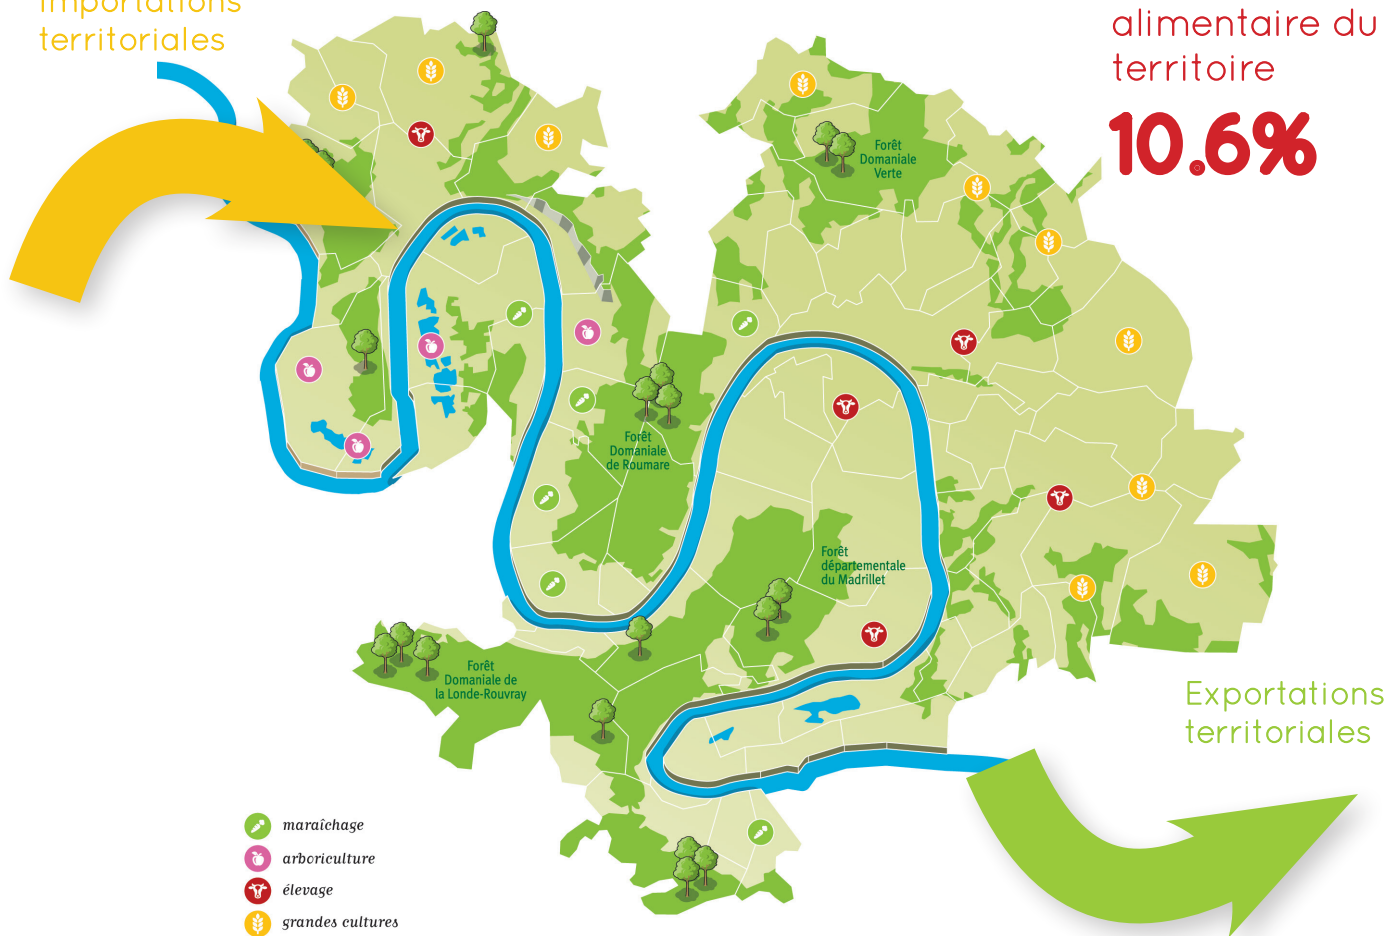 importations
territoriales
alimentaire du
territoire
10.6%
Forêt
Domaniale
Verte
Forêt
Domaniale
de Roumare
Forêt
départementale
du Madrillet
Forêt
Domaniale de
la Londe-Rouvray
Exportations
territoriales
maraîchage
arboriculture
élevage
grandes cultures